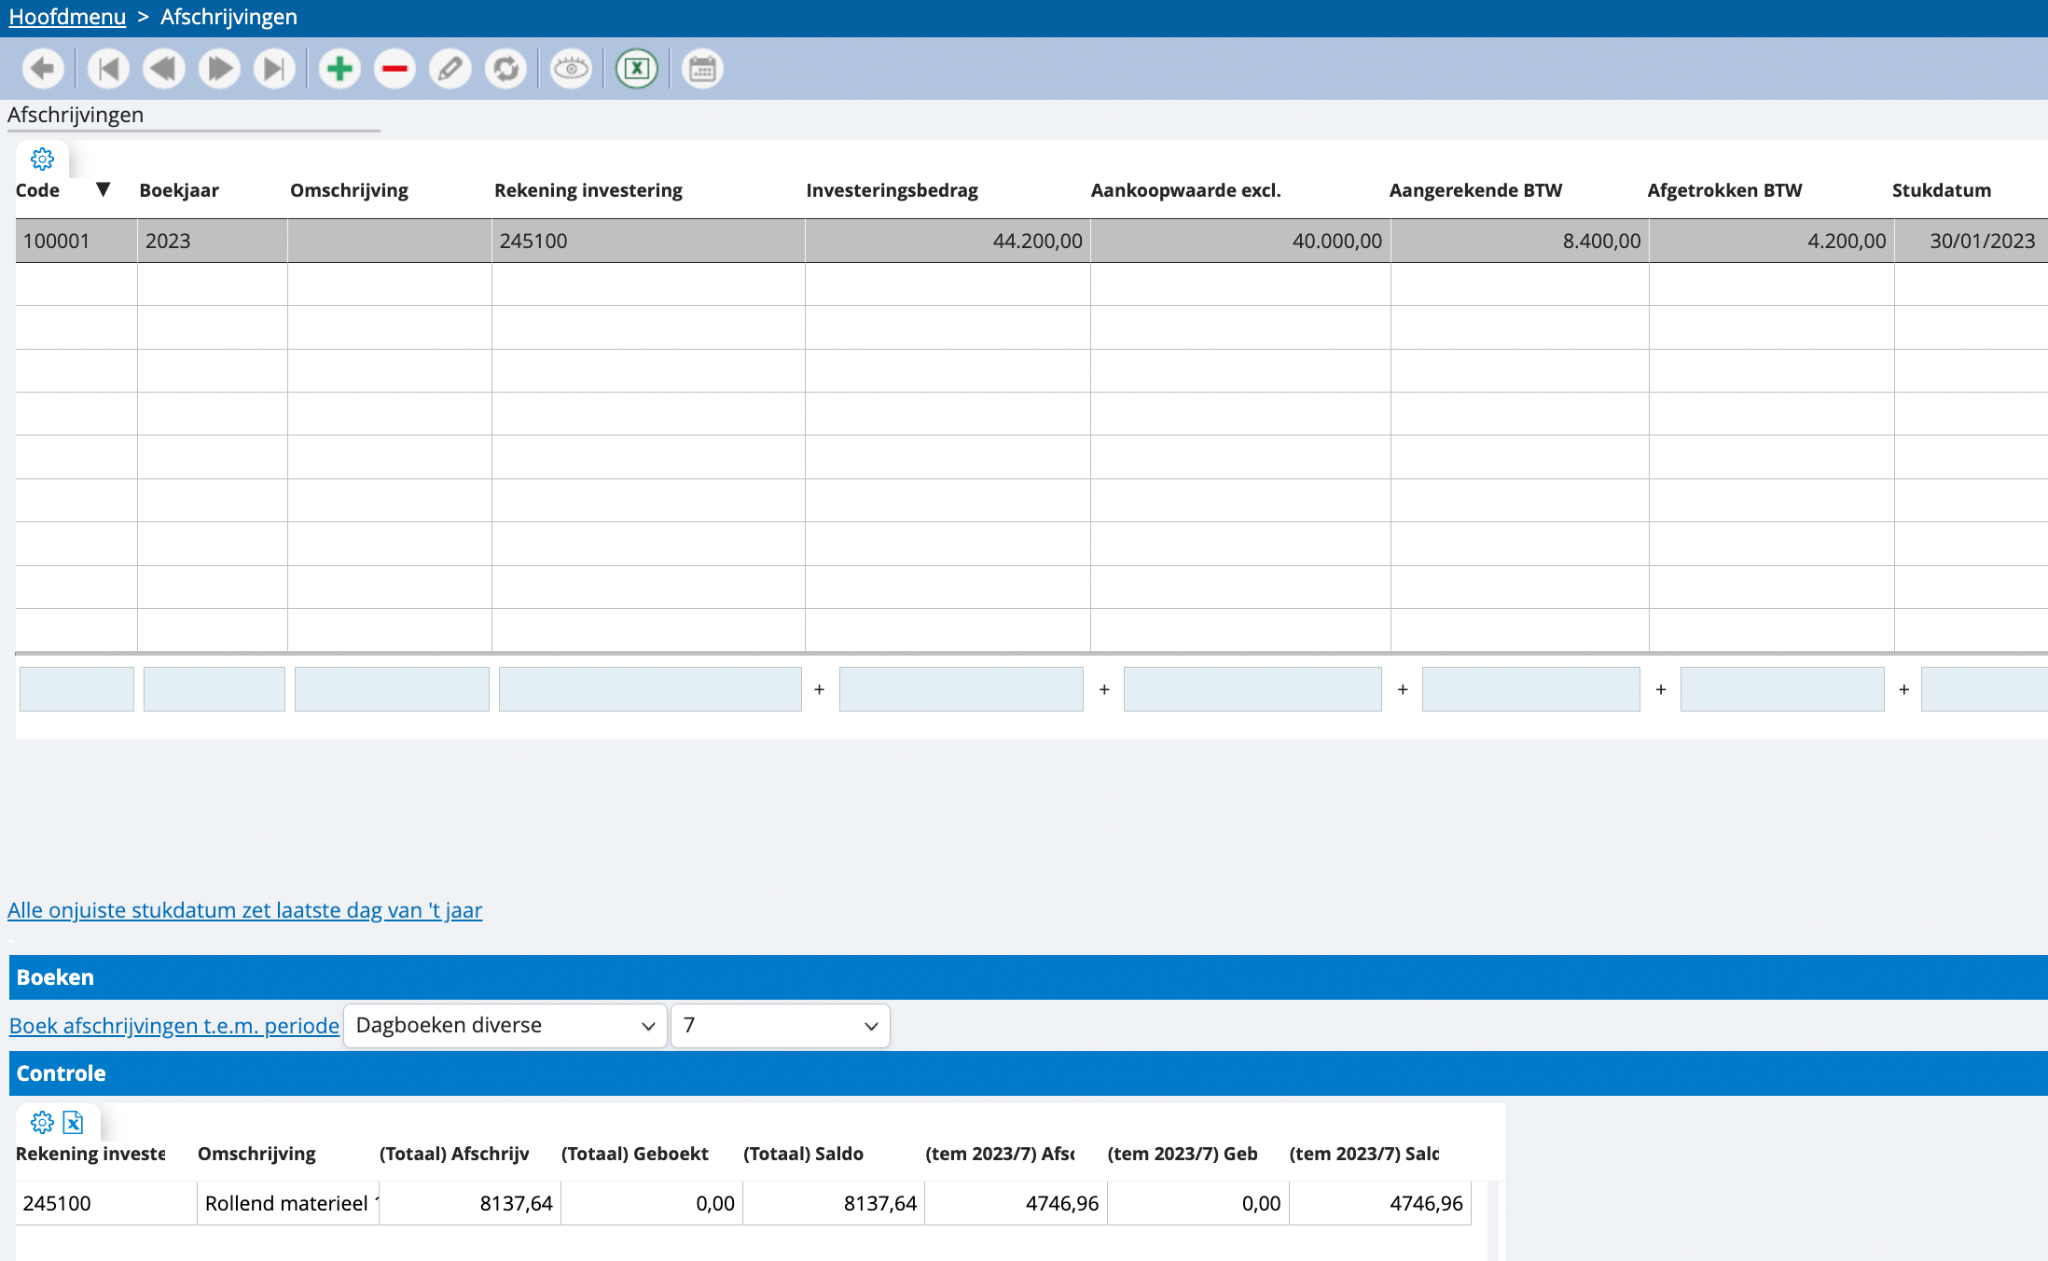 Hoofdmenu > Afschrijvingen
Afschrijvingen
Code ▼ Boekjaar Omschrijving Rekening investering Investeringsbedrag Aankoopwaarde excl. Aangerekende BTW Afgetrokken BTW Stukdatum
100001 2023 245100 44.200,00 40.000,00 8.400,00 4.200,00 30/01/2023
+ + + + +
Alle onjuiste stukdatum zet laatste dag van 't jaar
Boeken
Boek afschrijvingen t.e.m. periode Dagboeken diverse 7
Controle
Rekening investe Omschrijving (Totaal) Afschrijv (Totaal) Geboekt (Totaal) Saldo (tem 2023/7) Afsc (tem 2023/7) Geb (tem 2023/7) Sald
245100 Rollend materieel 8137,64 0,00 8137,64 4746,96 0,00 4746,96